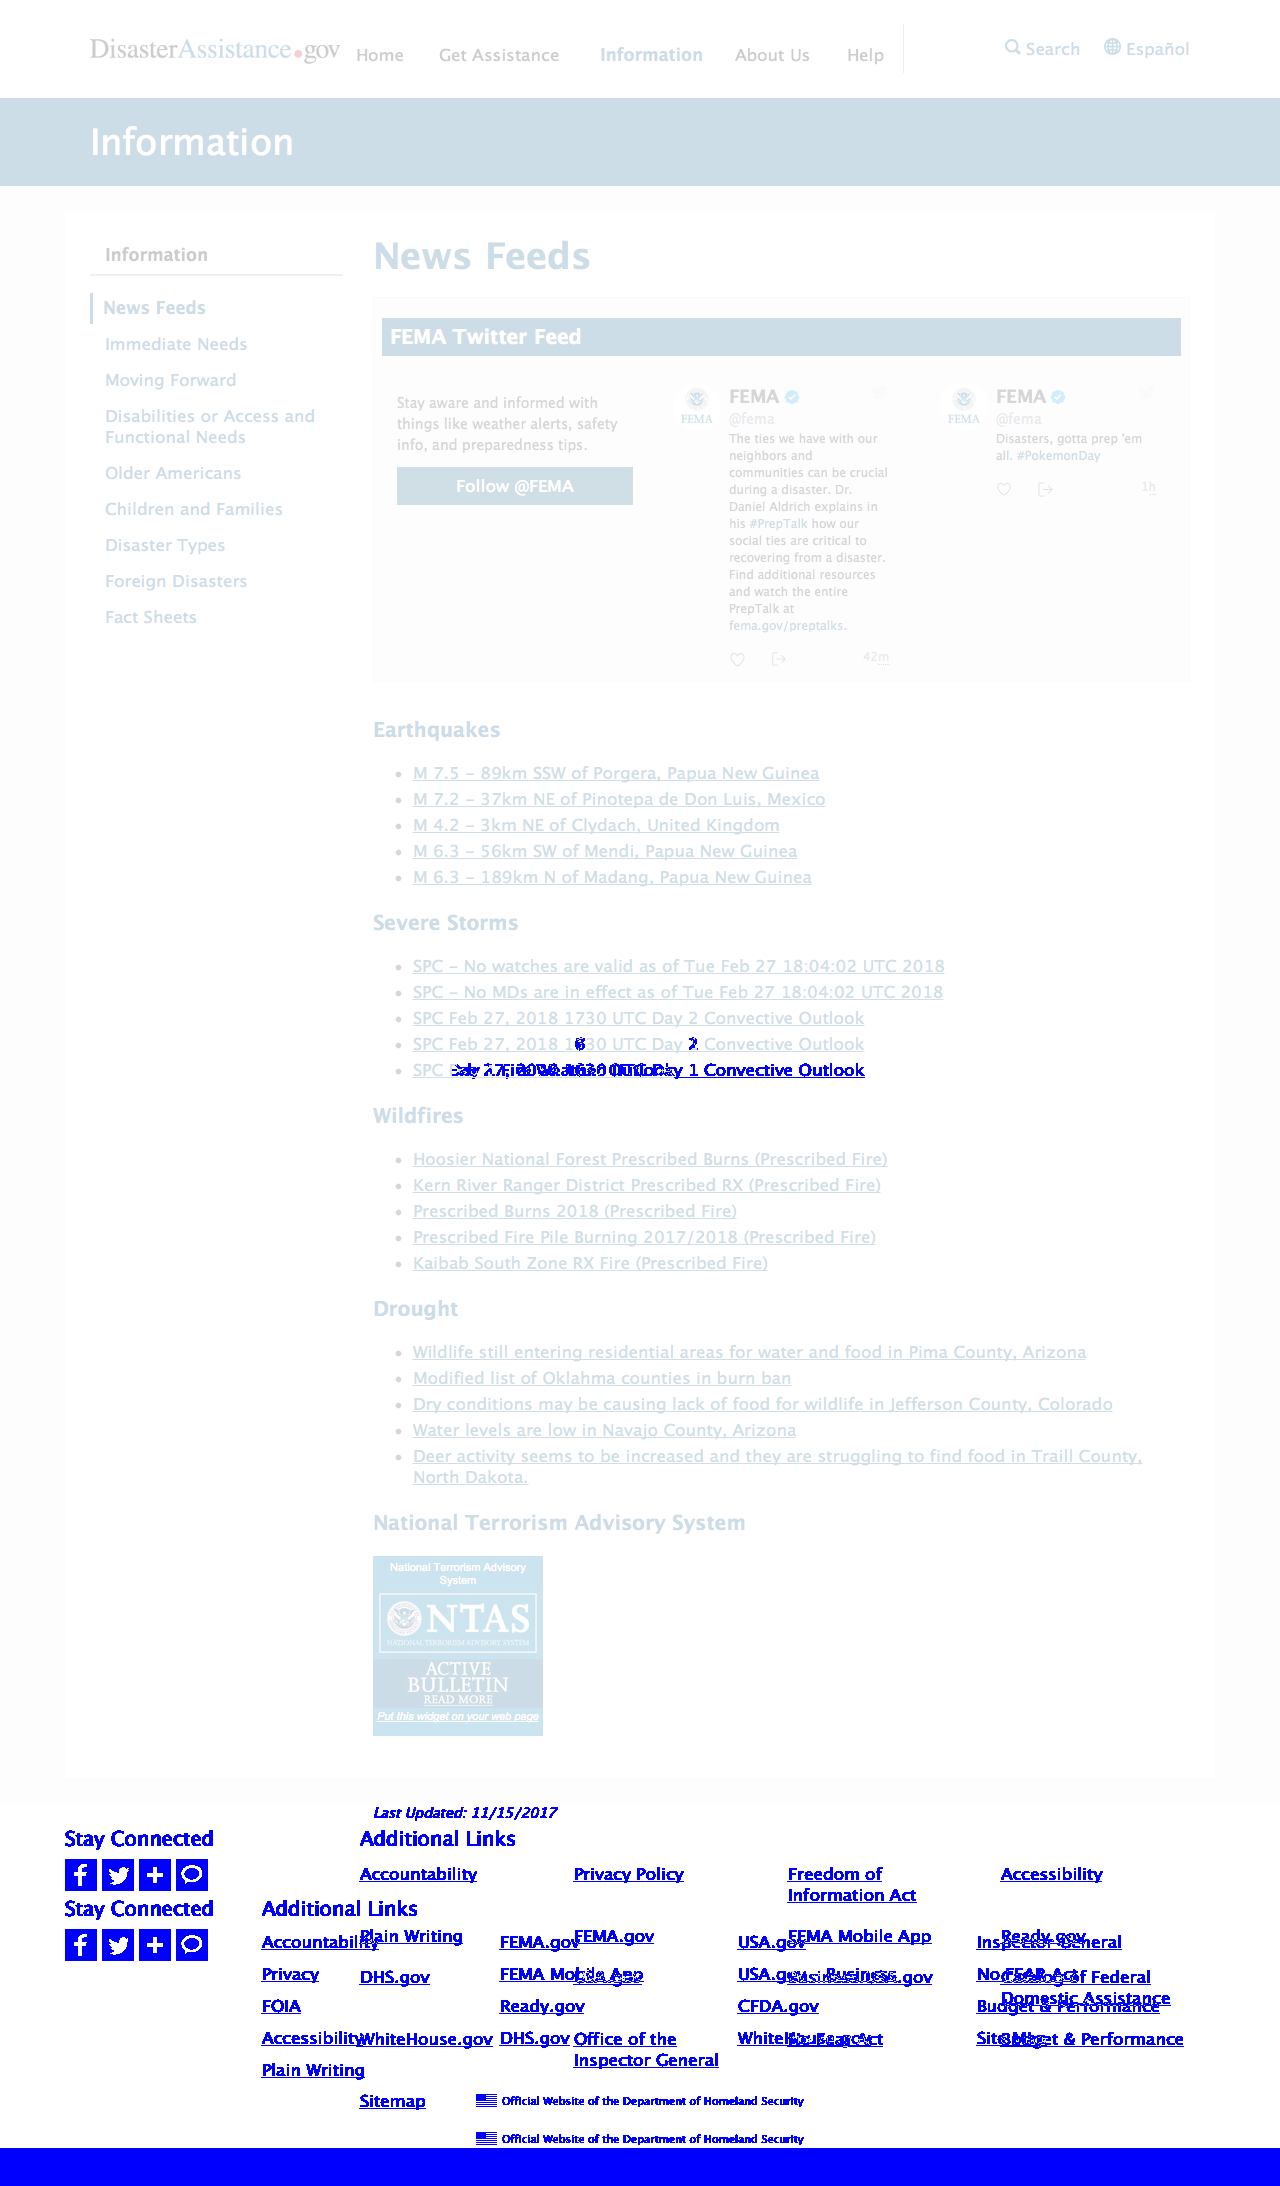 DisasterAssistance.gov Home Get Assistance Information About Us Help Search Español
Information
Information
News Feeds
Immediate Needs
Moving Forward
Disabilities or Access and
Functional Needs
Older Americans
Children and Families
Disaster Types
Foreign Disasters
Fact Sheets
News Feeds
FEMA Twitter Feed
Stay aware and informed with
things like weather alerts, safety
info, and preparedness tips.
Follow @FEMA
FEMA
FEMA
@fema
The ties we have with our
neighbors and
communities can be crucial
during a disaster. Dr.
Daniel Aldrich explains in
his #PrepTalk how our
social ties are critical to
recovering from a disaster.
Find additional resources
and watch the entire
PrepTalk at
fema.gov/preptalks.
42m
FEMA
FEMA
@fema
Disasters, gotta prep 'em
all. #PokemonDay
1h
Earthquakes
M 7.5 - 89km SSW of Porgera, Papua New Guinea
M 7.2 - 37km NE of Pinotepa de Don Luis, Mexico
M 4.2 - 3km NE of Clydach, United Kingdom
M 6.3 - 56km SW of Mendi, Papua New Guinea
M 6.3 - 189km N of Madang, Papua New Guinea
Severe Storms
SPC - No watches are valid as of Tue Feb 27 18:04:02 UTC 2018
SPC - No MDs are in effect as of Tue Feb 27 18:04:02 UTC 2018
SPC Feb 27, 2018 1730 UTC Day 2 Convective Outlook
SPC Feb 27, 2018 UTC Day Convective Outlook
SPC 1 Convective Outlook
Wildfires
Hoosier National Forest Prescribed Burns (Prescribed Fire)
Kern River Ranger District Prescribed RX (Prescribed Fire)
Prescribed Burns 2018 (Prescribed Fire)
Prescribed Fire Pile Burning 2017/2018 (Prescribed Fire)
Kaibab South Zone RX Fire (Prescribed Fire)
Drought
Wildlife still entering residential areas for water and food in Pima County, Arizona
Modified list of Oklahma counties in burn ban
Dry conditions may be causing lack of food for wildlife in Jefferson County, Colorado
Water levels are low in Navajo County, Arizona
Deer activity seems to be increased and they are struggling to find food in Traill County,
North Dakota.
National Terrorism Advisory System
National Terrorism Advisory
System
NTAS
NATIONAL TERRORISM ADVISORY SYSTEM
ACTIVE
BULLETIN
READ MORE
Put this widget on your web page
Last Updated: 11/15/2017
Stay Connected
Additional Links
Accountability Privacy Policy Freedom of
Information Act Accessibility
Stay Connected
Additional Links
Plain Writing FEMA.gov FEMA Mobile App Ready.gov
Accountability FEMA.gov USA.gov Inspector General
Privacy FEMA Mobile App
DHS.gov Catalog of Federal
Domestic Assistance
FOIA Ready.gov CFDA.gov Budget & Performance
Accessibility WhiteHouse.gov DHS.gov Office of the
Inspector General Budget & Performance
Plain Writing
Sitemap
Official Website of the Department of Homeland Security
Official Website of the Department of Homeland Security